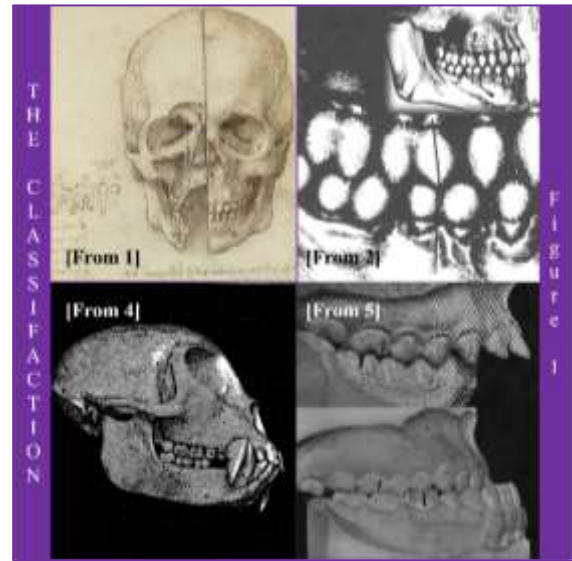 THE CLASSIFACTION
[From 1]
[From 2]
[From 4]
[From 5]
Figure 1